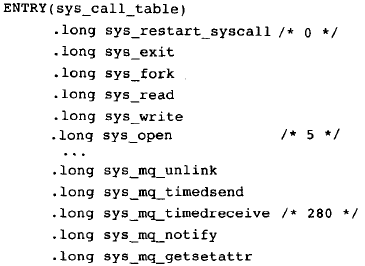 ENTRY(sys_call_table)
.long sys_restart_syscall /* 0 */
.long sys_exit
.long sys_fork
.long sys_read
.long sys_write
.long sys_open /* 5 */
...
.long sys_mq_unlink
.long sys_mq_timedsend
.long sys_mq_timedreceive /* 280 */
.long sys_mq_notify
.long sys_mq_getsetattr